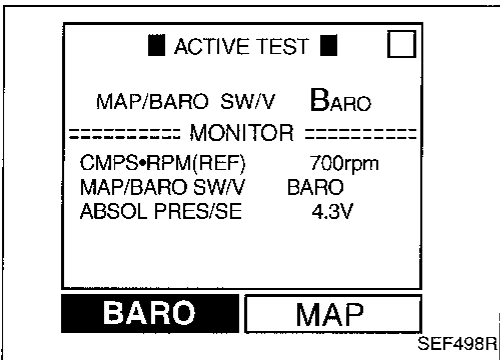 ■ ACTIVE TEST ■ □
MAP/BARO SW/V BARO
========== MONITOR ==========
CMPS•RPM(REF) 700rpm
MAP/BARO SW/V BARO
ABSOL PRES/SE 4.3V
BARO MAP
SEF498R